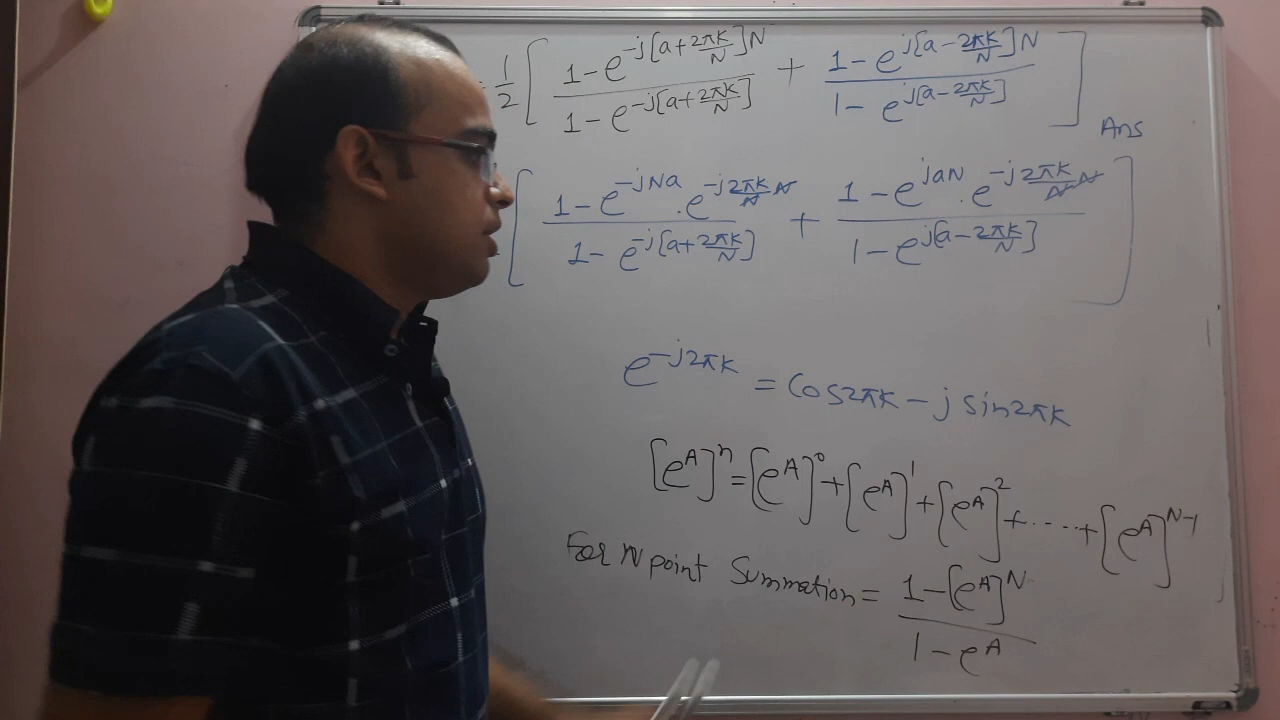 = 1/2 [ (1-e^{-j[a+2πk/N]N})/(1-e^{-j[a+2πk/N]}) + (1-e^{j[a-2πk/N]N})/(1-e^{j[a-2πk/N]}) ]
Ans
[ (1-e^{-jNa}.e^{-j2πk/N N})/(1-e^{-j[a+2πk/N]}) + (1-e^{jaN}.e^{-j2πk/N N})/(1-e^{j[a-2πk/N]}) ]
e^{-j2πk} = Cos2πk - j sin2πk
[e^A]^n = [e^A]^0 + [e^A]^1 + [e^A]^2 + ..... + [e^A]^{N-1}
For N point Summation = (1-[e^A]^N)/(1-e^A)